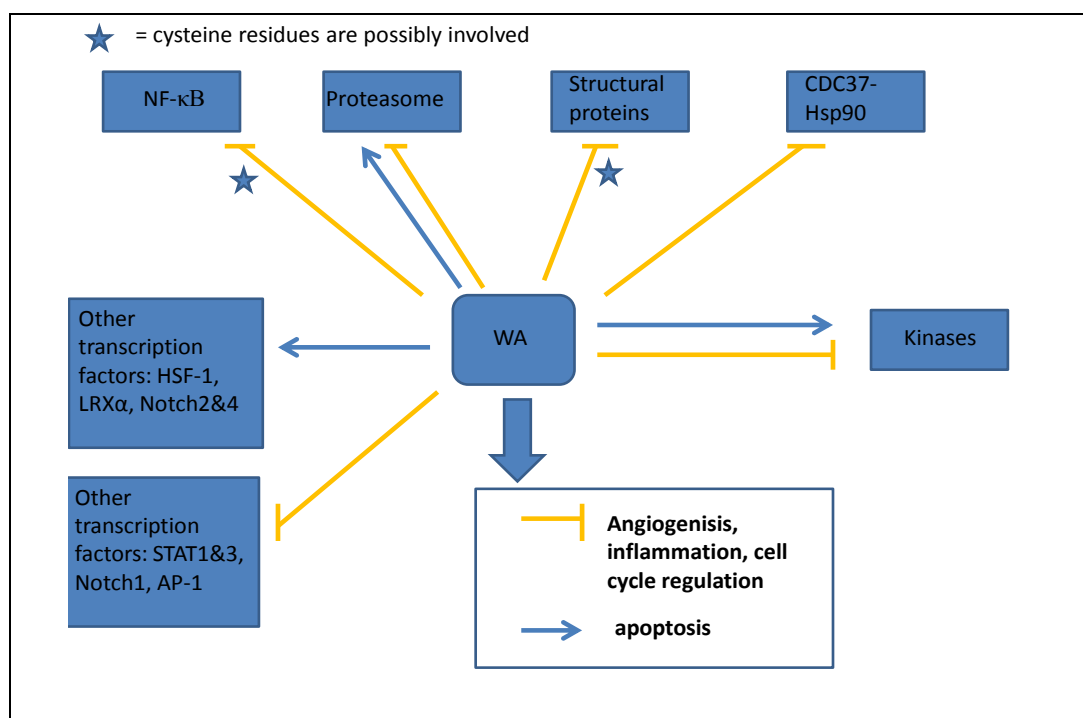 = cysteine residues are possibly involved
NF-κB
Proteasome
Structural
proteins
CDC37-
Hsp90
Other
transcription
factors: HSF-1,
LRXα, Notch2&4
WA
Kinases
Other
transcription
factors: STAT1&3,
Notch1, AP-1
Angiogenisis,
inflammation, cell
cycle regulation
apoptosis